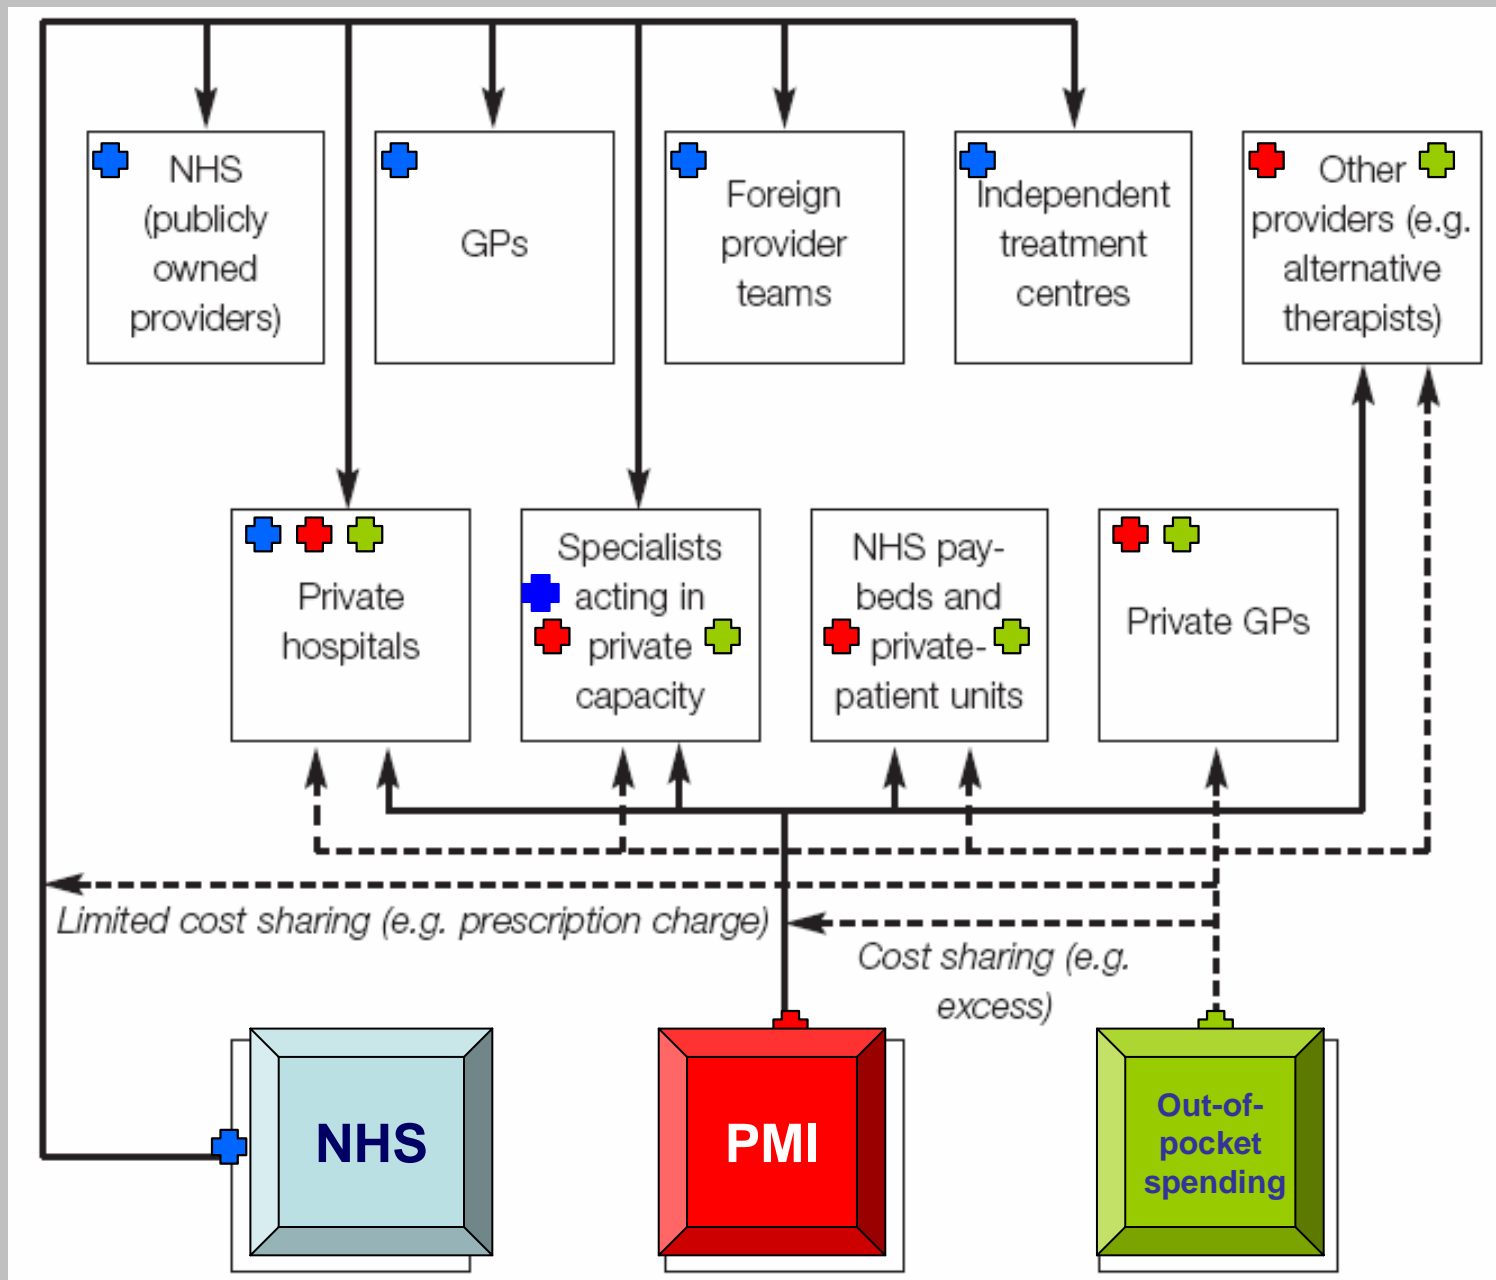 NHS
(publicly
owned
providers)
GPs
Foreign
provider
teams
Independent
treatment
centres
Other
providers (e.g.
alternative
therapists)
Private
hospitals
Specialists
acting in
private
capacity
NHS pay-
beds and
private-
patient units
Private GPs
Limited cost sharing (e.g. prescription charge)
Cost sharing (e.g.
excess)
NHS
PMI
Out-of-
pocket
spending